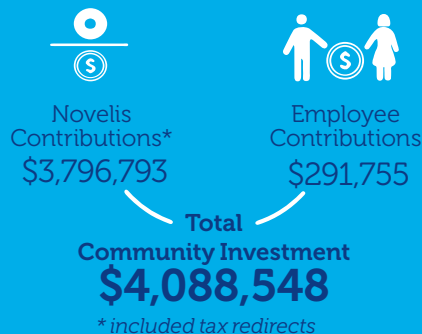 $
$
Novelis
Contributions*
$3,796,793
Employee
Contributions
$291,755
Total
Community Investment
$4,088,548
* included tax redirects